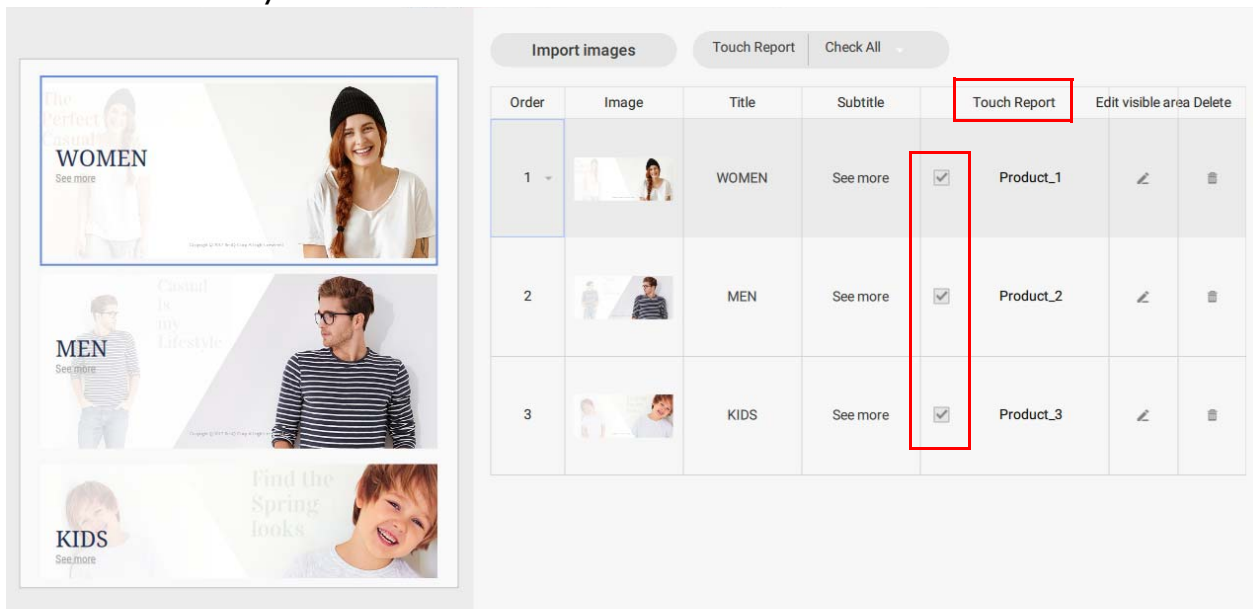 Import images
Touch Report
Check All
Order Image Title Subtitle Touch Report Edit visible area Delete
1 WOMEN See more Product_1
2 MEN See more Product_2
3 KIDS See more Product_3
The
Perfect
Casual
WOMEN
See more
Casual
is
my
Lifestyle
MEN
See more
Find the
Spring
looks
KIDS
See more